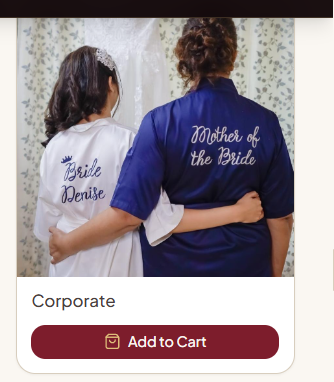 Bride
Denise
Mother of
the Bride
Corporate
Add to Cart